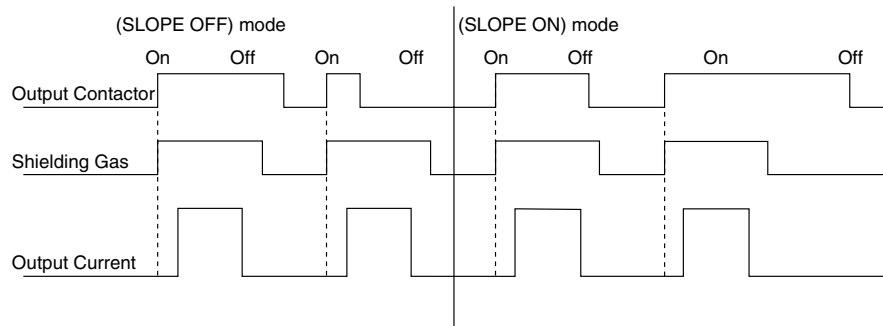 (SLOPE OFF) mode (SLOPE ON) mode
On Off On Off On Off On Off
Output Contactor
Shielding Gas
Output Current